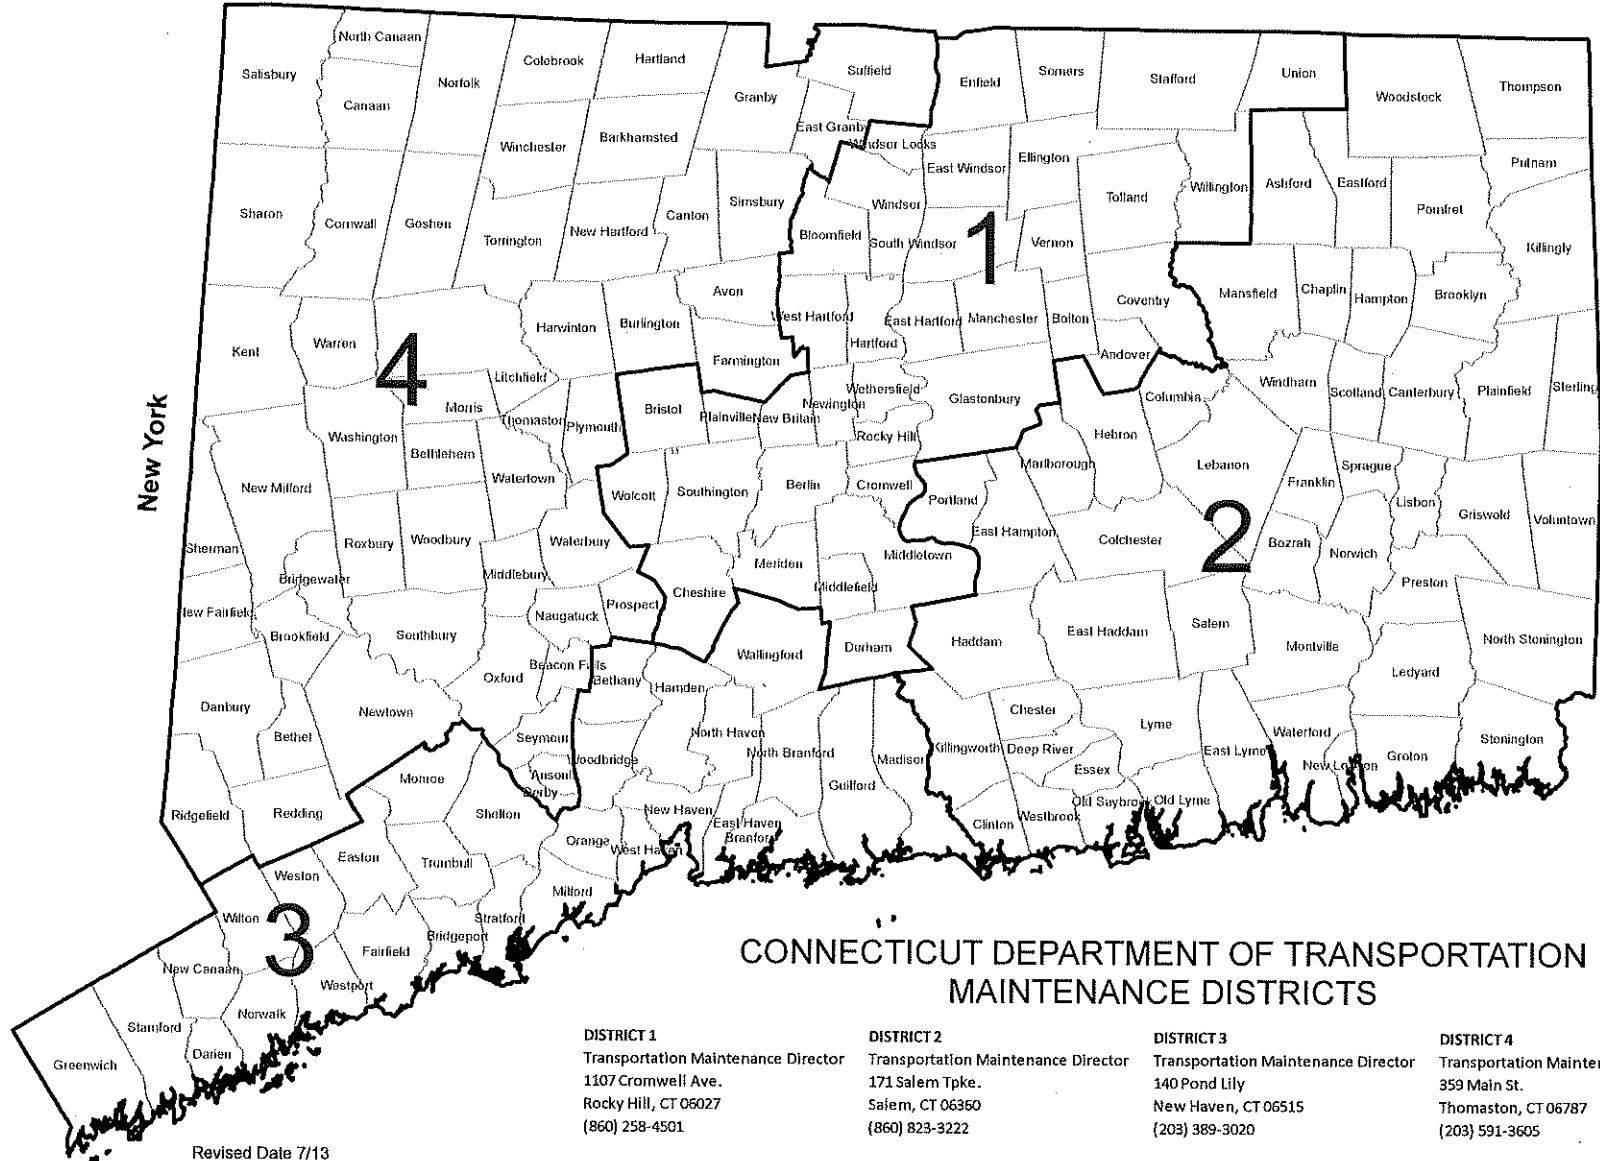 North Canaan
Salisbury
Colebrook
Hartland
Norfolk
Canaan
Granby
Suffield
Enfield
Somers
Stafford
Union
Woodstock
Thompson
East Granby
Windsor Locks
Winchester
Barkhamsted
East Windsor
Ellington
Tolland
Willington
Ashford
Eastford
Putnam
Pomfret
Sharon
Cornwall
Goshen
Torrington
New Hartford
Canton
Simsbury
Bloomfield
Windsor
South Windsor
1
Vernon
Killingly
Avon
Coventry
Mansfield
Chaplin
Hampton
Brooklyn
Kent
Warren
4
Harwinton
Burlington
West Hartford
Hartford
East Hartford
Manchester
Bolton
Andover
Farmington
Litchfield
Morris
Thomaston
Plymouth
Bristol
Plainville
New Britain
Newington
Wethersfield
Rocky Hill
Glastonbury
Columbia
Hebron
Windham
Scotland
Canterbury
Plainfield
Sterling
New York
Washington
Bethlehem
Watertown
New Milford
Wolcott
Southington
Berlin
Cromwell
Portland
Marlborough
Lebanon
Franklin
Sprague
Lisbon
Griswold
Voluntown
Sherman
Roxbury
Woodbury
Waterbury
Middlebury
Meriden
Middletown
Middlefield
East Hampton
Colchester
2
Bozrah
Norwich
Preston
Bridgewater
New Fairfield
Brookfield
Southbury
Naugatuck
Prospect
Cheshire
Wallingford
Durham
Haddam
East Haddam
Salem
Montville
North Stonington
Ledyard
Oxford
Beacon Falls
Bethany
Hamden
Danbury
Bethel
Newtown
Seymour
Woodbridge
North Haven
North Branford
Guilford
Madison
Killingworth
Chester
Deep River
Essex
Lyme
East Lyme
Waterford
New London
Groton
Stonington
Ansonia
Derby
Monroe
Ridgefield
Redding
Shelton
Orange
New Haven
West Haven
East Haven
Branford
Clinton
Westbrook
Old Saybrook
Old Lyme
Weston
Easton
Trumbull
Milford
Stratford
Wilton
3
Fairfield
Bridgeport
New Canaan
Westport
Norwalk
Stamford
Darien
Greenwich
CONNECTICUT DEPARTMENT OF TRANSPORTATION
MAINTENANCE DISTRICTS
DISTRICT 1
Transportation Maintenance Director
1107 Cromwell Ave.
Rocky Hill, CT 06027
(860) 258-4501
DISTRICT 2
Transportation Maintenance Director
171 Salem Tpke.
Salem, CT 06360
(860) 823-3222
DISTRICT 3
Transportation Maintenance Director
140 Pond Lily
New Haven, CT 06515
(203) 389-3020
DISTRICT 4
Transportation Mainte
359 Main St.
Thomaston, CT 06787
(203) 591-3605
Revised Date 7/13